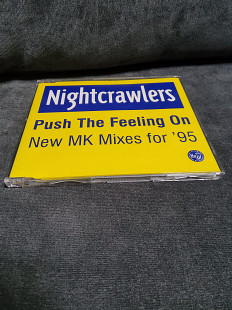 Nightcrawlers
Push The Feeling On
New MK Mixes for '95